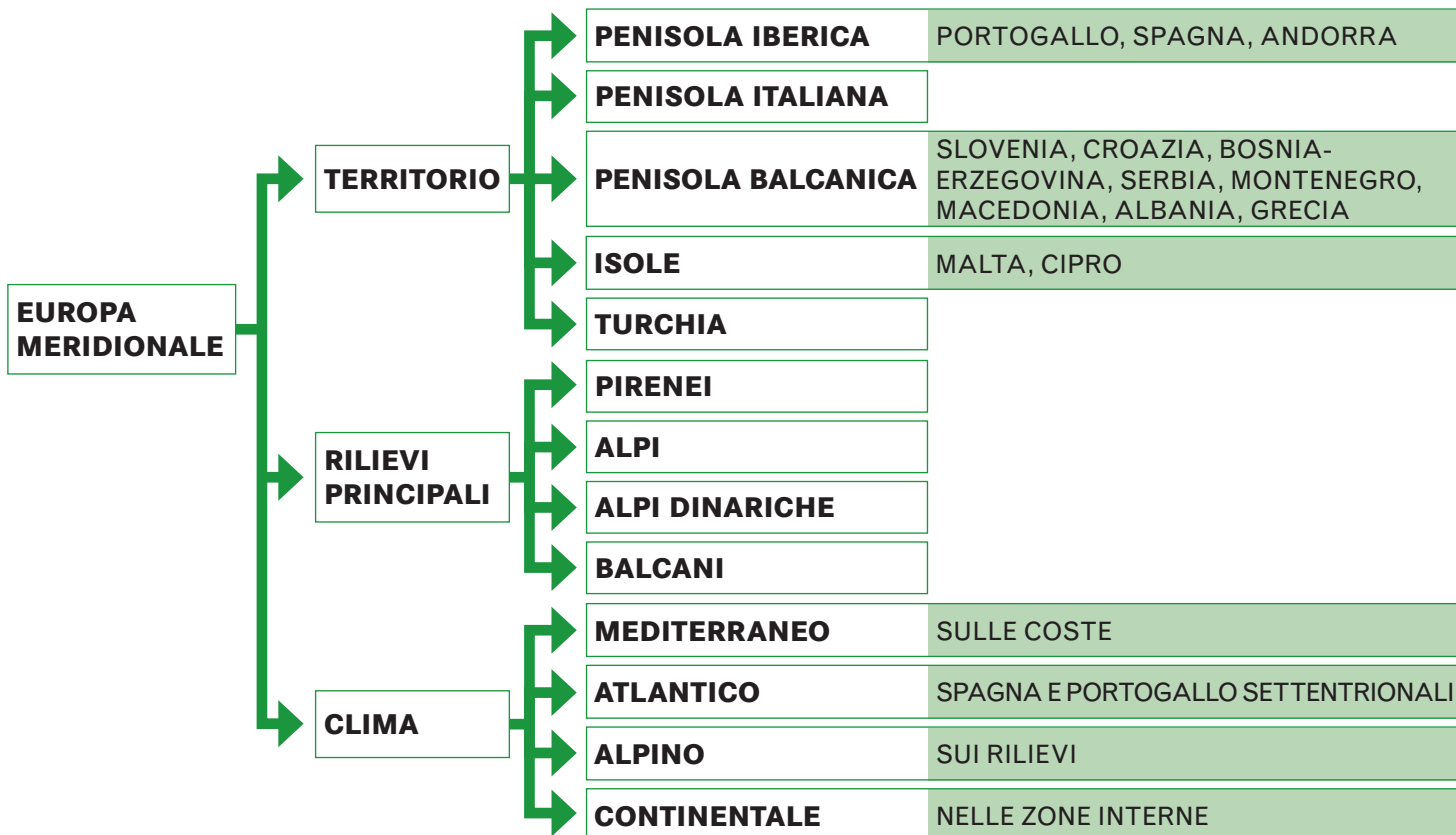 EUROPA
MERIDIONALE
TERRITORIO
PENISOLA IBERICA
PORTOGALLO, SPAGNA, ANDORRA
PENISOLA ITALIANA
PENISOLA BALCANICA
SLOVENIA, CROAZIA, BOSNIA-
ERZEGOVINA, SERBIA, MONTENEGRO,
MACEDONIA, ALBANIA, GRECIA
ISOLE
MALTA, CIPRO
TURCHIA
RILIEVI
PRINCIPALI
PIRENEI
ALPI
ALPI DINARICHE
BALCANI
CLIMA
MEDITERRANEO
SULLE COSTE
ATLANTICO
SPAGNA E PORTOGALLO SETTENTRIONALI
ALPINO
SUI RILIEVI
CONTINENTALE
NELLE ZONE INTERNE